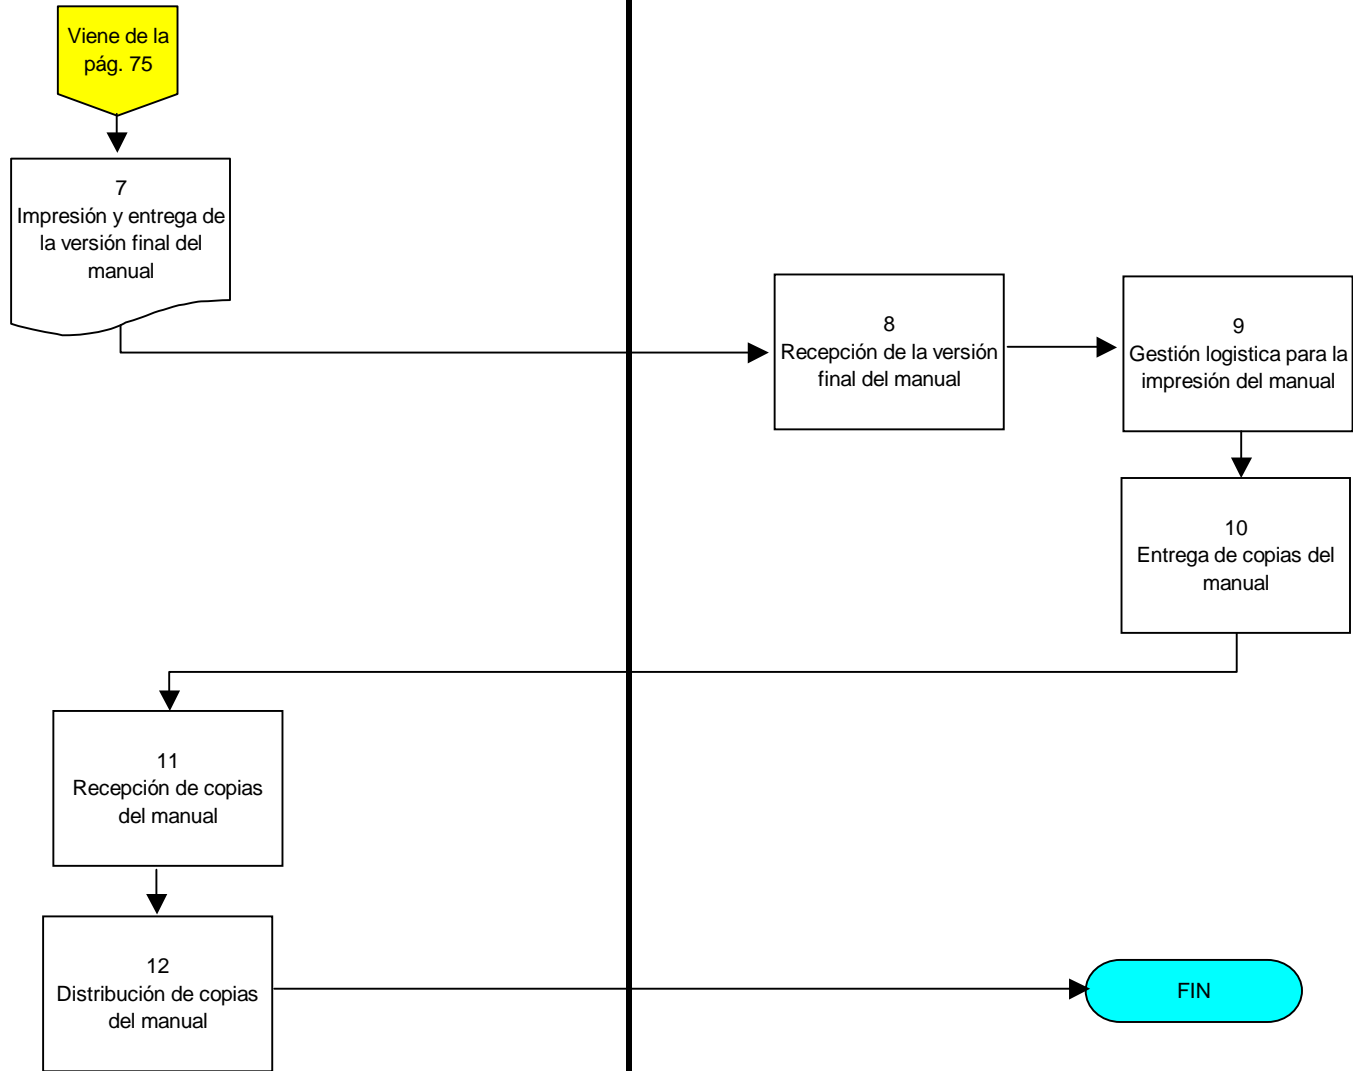 Viene de la
pág. 75
7
Impresión y entrega de
la versión final del
manual
8
Recepción de la versión
final del manual
9
Gestión logistica para la
impresión del manual
10
Entrega de copias del
manual
11
Recepción de copias
del manual
12
Distribución de copias
del manual
FIN